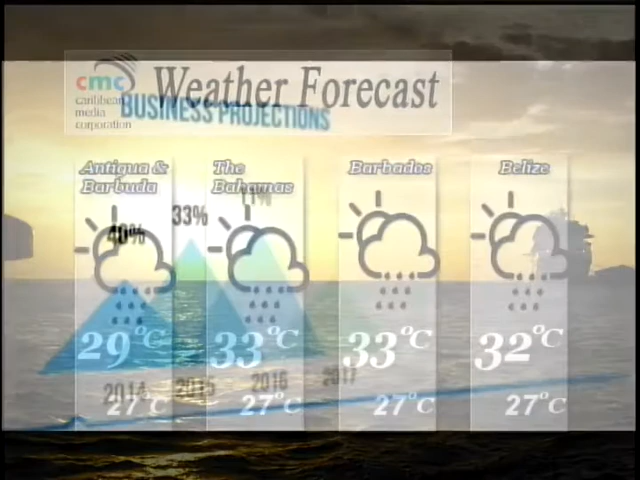 cmc
caribbean
media
corporation
Weather Forecast
BUSINESS PROJECTIONS
Antigua &
Barbuda
The
Bahamas
Barbados
Belize
40%
33%
11%
29°C
33°C
33°C
32°C
2014
2015
2016
2017
27°C
27°C
27°C
27°C